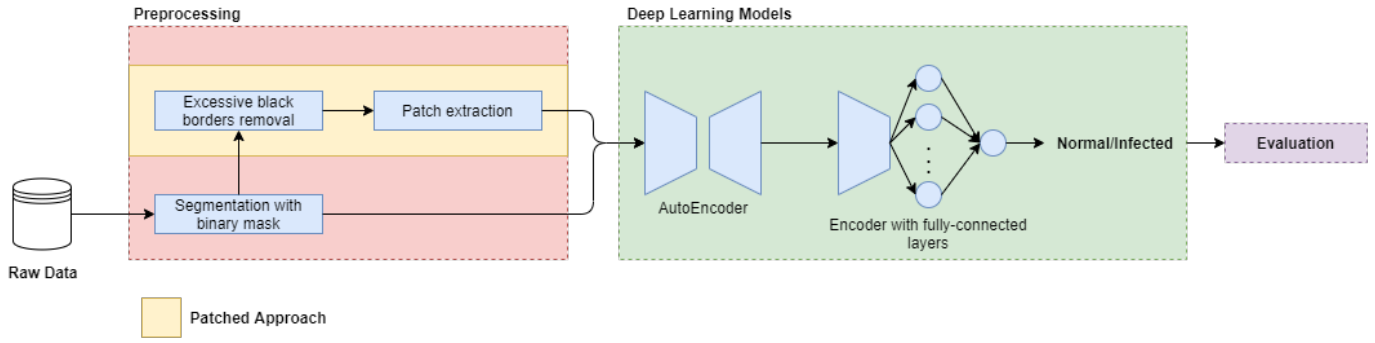 Preprocessing
Deep Learning Models
Excessive black
borders removal
Patch extraction
Segmentation with
binary mask
Raw Data
AutoEncoder
Encoder with fully-connected
layers
Normal/Infected
Evaluation
Patched Approach